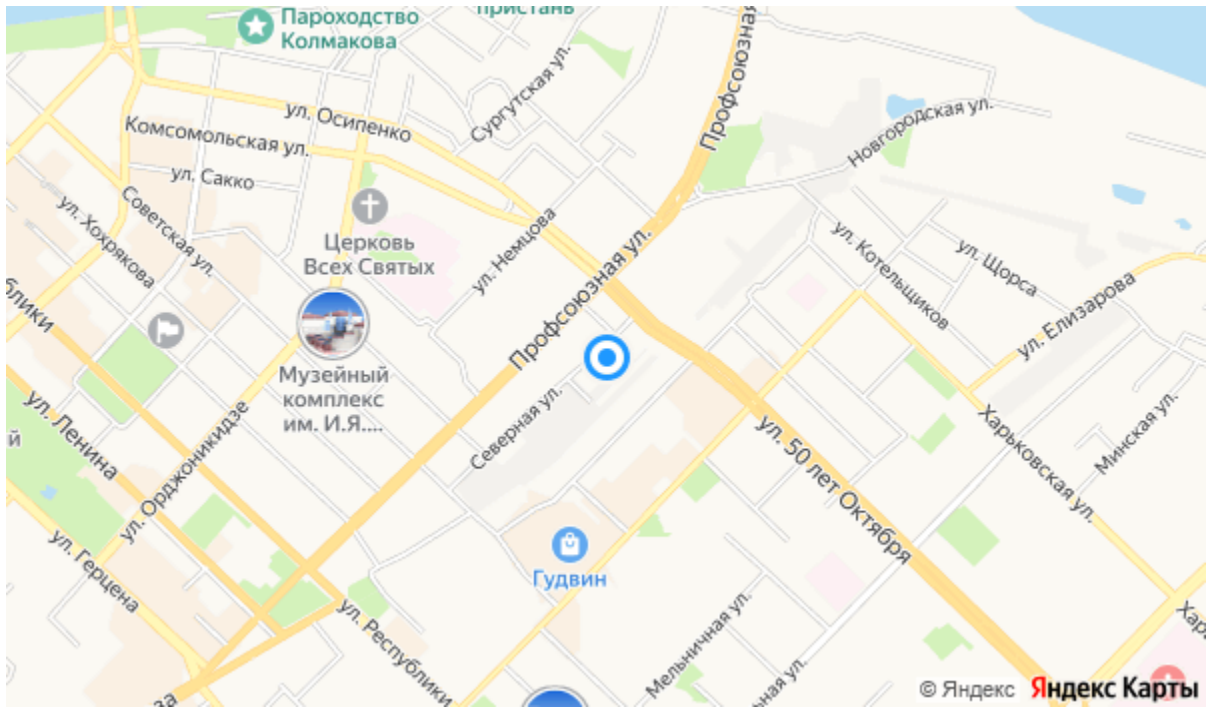 Пароходство
Колмакова
пристань
Профсоюзная
Сургутская ул.
ул. Осипенко
Комсомольская ул.
ул. Сакко
Новгородская ул.
Советская ул.
ул. Хохрякова
Церковь
Всех Святых
ул. Немцова
Профсоюзная ул.
ул. Котельщиков
ул. Щорса
ул. Елизарова
Музейный
комплекс
им. И.Я....
Северная ул.
ул. Ленина
ул. Орджоникидзе
ул. 50 лет Октября
Харьковская ул.
Минская ул.
ул. Герцена
Гудвин
ул. Республики
Мельничная ул.
© Яндекс Яндекс Карты